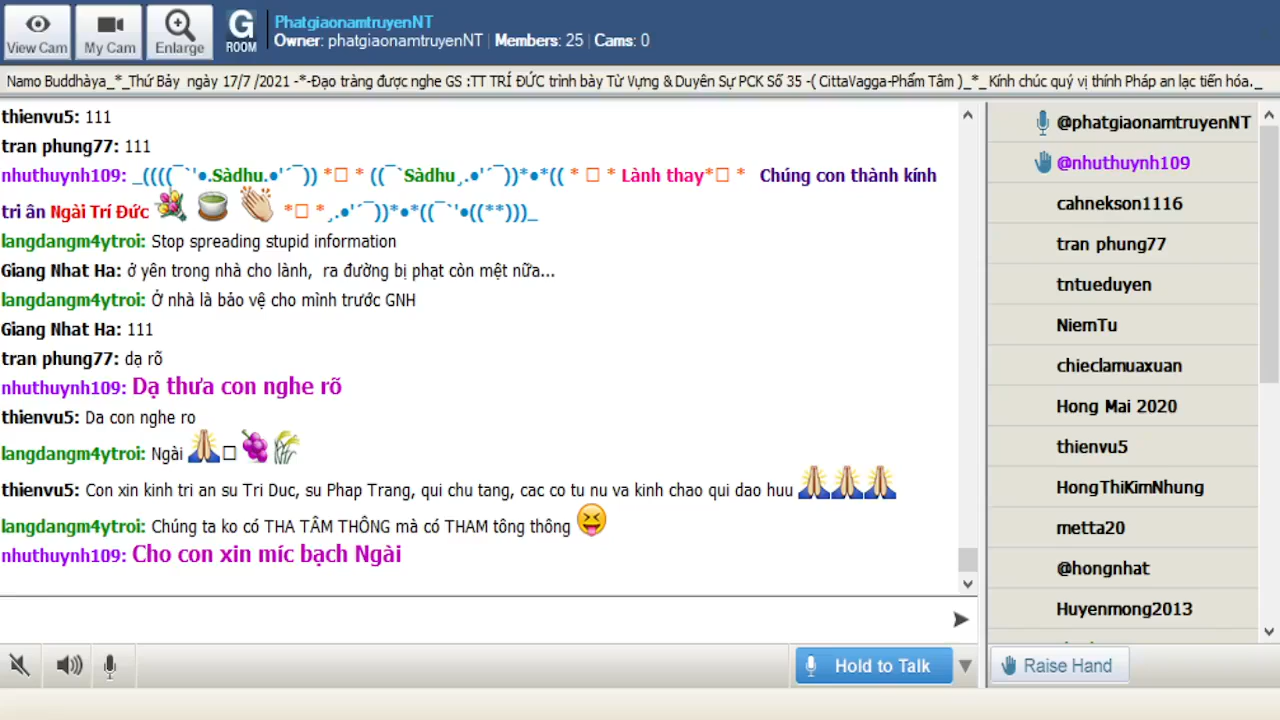 View Cam
My Cam
Enlarge
G
ROOM
PhatgiaonamtruyenNT
Owner: phatgiaonamtruyenNT | Members: 25 | Cams: 0
Namo Buddhàya_*_Thứ Bảy ngày 17/7 /2021 -*-Đạo tràng được nghe GS :TT TRÍ ĐỨC trình bày Từ Vựng & Duyên Sự PCK Số 35 -( CittaVagga-Phẩm Tâm )_*_ Kính chúc quý vị thính Pháp an lạc tiến hóa._
thienvu5: 111
tran phung77: 111
nhuthuynh109: _((((¯`'●.Sàdhu.●'´¯)) *□ * ((¯`Sàdhu¸.●'´¯))*●*(( * □ * Lành thay*□ * Chúng con thành kính
tri ân Ngài Trí Đức *□ *¸.●'´¯))*●*((¯`'●((**)))_
langdangm4ytroi: Stop spreading stupid information
Giang Nhat Ha: ở yên trong nhà cho lành, ra đường bị phạt còn mệt nữa...
langdangm4ytroi: Ở nhà là bảo vệ cho mình trước GNH
Giang Nhat Ha: 111
tran phung77: dạ rõ
nhuthuynh109: Dạ thưa con nghe rõ
thienvu5: Da con nghe ro
langdangm4ytroi: Ngài 🙏□🍇🌾
thienvu5: Con xin kinh tri an su Tri Duc, su Phap Trang, qui chu tang, cac co tu nu va kinh chao qui dao huu 🙏🙏🙏
langdangm4ytroi: Chúng ta ko có THA TÂM THÔNG mà có THAM tông thông 😝
nhuthuynh109: Cho con xin míc bạch Ngài
Hold to Talk
@phatgiaonamtruyenNT
@nhuthuynh109
cahnekson1116
tran phung77
tntueduyen
NiemTu
chieclamuaxuan
Hong Mai 2020
thienvu5
HongThiKimNhung
metta20
@hongnhat
Huyenmong2013
Raise Hand